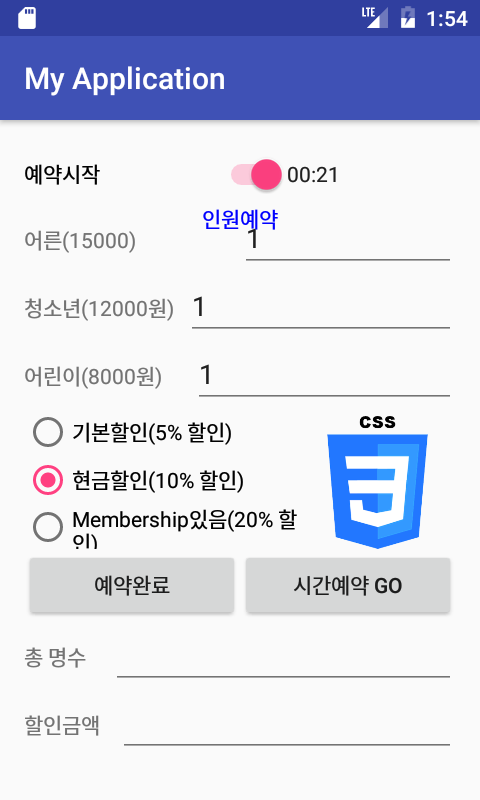 LTE 1:54
My Application
예약시작 00:21
인원예약
어른(15000) 1
청소년(12000원) 1
어린이(8000원) 1
기본할인(5% 할인)
현금할인(10% 할인)
Membership있음(20% 할
인)
CSS
3
예약완료 시간예약 GO
총 명수
할인금액